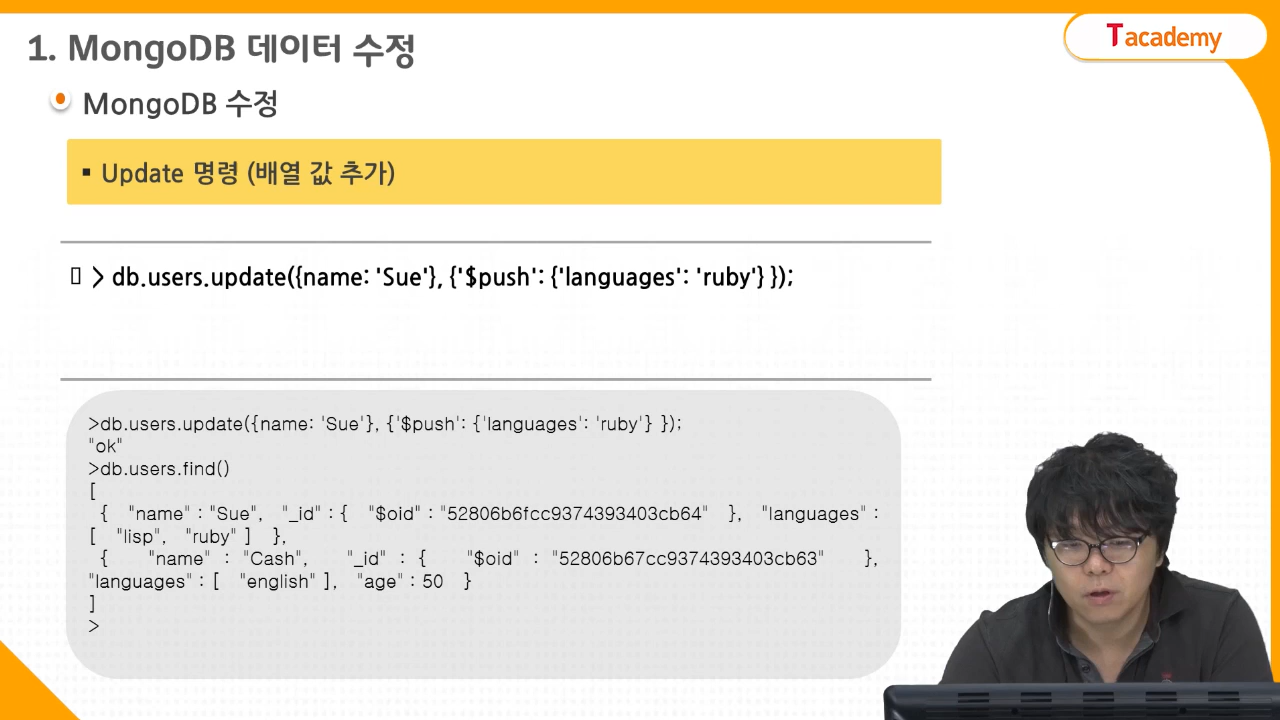 1. MongoDB 데이터 수정
Tacademy
MongoDB 수정
▪ Update 명령 (배열 값 추가)
> db.users.update({name: 'Sue'}, {'$push': {'languages': 'ruby'} });
>db.users.update({name: 'Sue'}, {'$push': {'languages': 'ruby'} });
"ok"
>db.users.find()
[
{ "name" : "Sue", "_id" : { "$oid" : "52806b6fcc9374393403cb64" }, "languages" :
[ "lisp", "ruby" ] },
{ "name" : "Cash", "_id" : { "$oid" : "52806b67cc9374393403cb63" },
"languages" : [ "english" ], "age" : 50 }
]
>